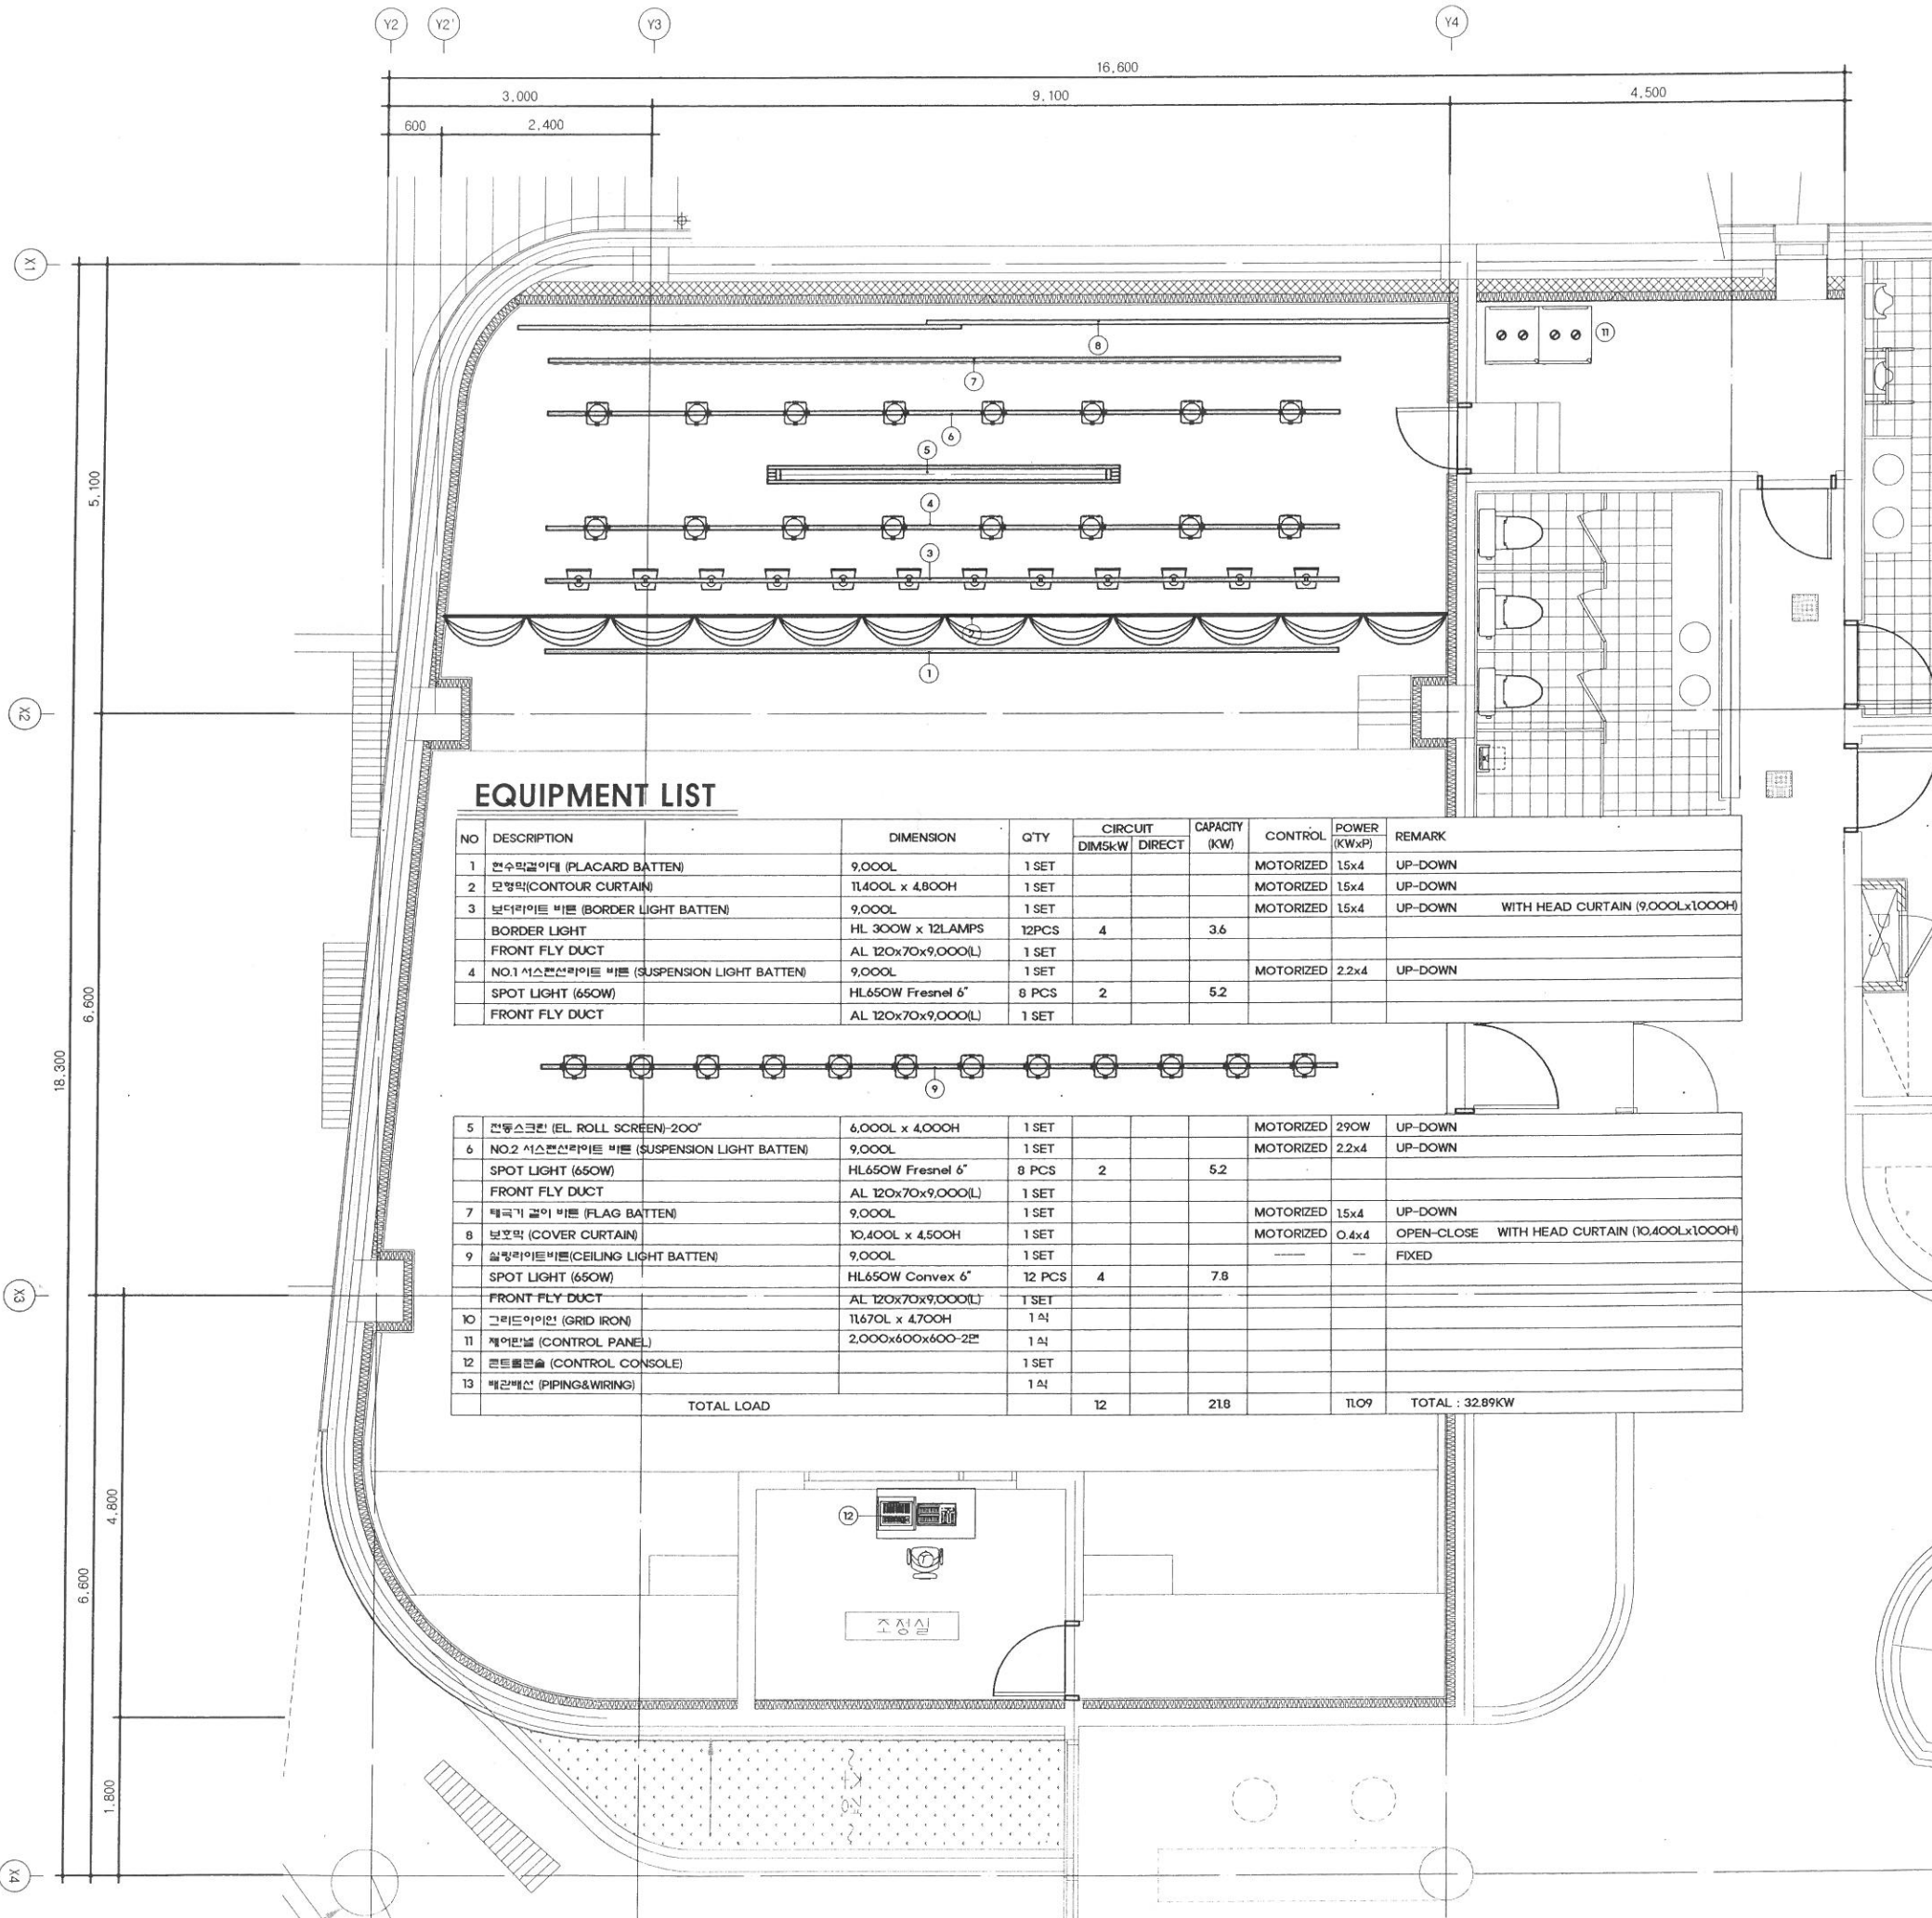 Y2 Y2' Y3 Y4
16,600
3,000 9,100 4,500
600 2,400
X1
8
11
7
6
5
5,100
4
3
2
1
X2
EQUIPMENT LIST
NO DESCRIPTION DIMENSION Q'TY CIRCUIT CAPACITY (KW) CONTROL POWER (KWxP) REMARK
DIM5KW DIRECT
1 현수막걸이대 (PLACARD BATTEN) 9,000L 1 SET MOTORIZED 1.5x4 UP-DOWN
2 모형막(CONTOUR CURTAIN) 11,400L x 4,800H 1 SET MOTORIZED 1.5x4 UP-DOWN
3 보더라이트 바튼 (BORDER LIGHT BATTEN) 9,000L 1 SET MOTORIZED 1.5x4 UP-DOWN WITH HEAD CURTAIN (9,000Lx1,000H)
BORDER LIGHT HL 300W x 12LAMPS 12PCS 4 3.6
FRONT FLY DUCT AL 120x70x9,000(L) 1 SET
4 NO.1 서스펜션라이트 바튼 (SUSPENSION LIGHT BATTEN) 9,000L 1 SET MOTORIZED 2.2x4 UP-DOWN
SPOT LIGHT (650W) HL650W Fresnel 6" 8 PCS 2 5.2
FRONT FLY DUCT AL 120x70x9,000(L) 1 SET
6,600
18,300
9
5 전동스크린 (EL. ROLL SCREEN)-200" 6,000L x 4,000H 1 SET MOTORIZED 290W UP-DOWN
6 NO.2 서스펜션라이트 바튼 (SUSPENSION LIGHT BATTEN) 9,000L 1 SET MOTORIZED 2.2x4 UP-DOWN
SPOT LIGHT (650W) HL650W Fresnel 6" 8 PCS 2 5.2
FRONT FLY DUCT AL 120x70x9,000(L) 1 SET
7 태극기 걸이 바튼 (FLAG BATTEN) 9,000L 1 SET MOTORIZED 1.5x4 UP-DOWN
8 보호막 (COVER CURTAIN) 10,400L x 4,500H 1 SET MOTORIZED 0.4x4 OPEN-CLOSE WITH HEAD CURTAIN (10,400Lx1,000H)
9 실링라이트바튼(CEILING LIGHT BATTEN) 9,000L 1 SET ---- -- FIXED
SPOT LIGHT (650W) HL650W Convex 6" 12 PCS 4 7.8
FRONT FLY DUCT AL 120x70x9,000(L) 1 SET
10 그리드아이언 (GRID IRON) 11,670L x 4,700H 1 식
11 제어판넬 (CONTROL PANEL) 2,000x600x600-2면 1 식
12 콘트롤콘솔 (CONTROL CONSOLE) 1 SET
13 배관배선 (PIPING&WIRING) 1 식
TOTAL LOAD 12 21.8 11.09 TOTAL : 32.89KW
X3
4,800
12
6,600
조정실
1,800
X4